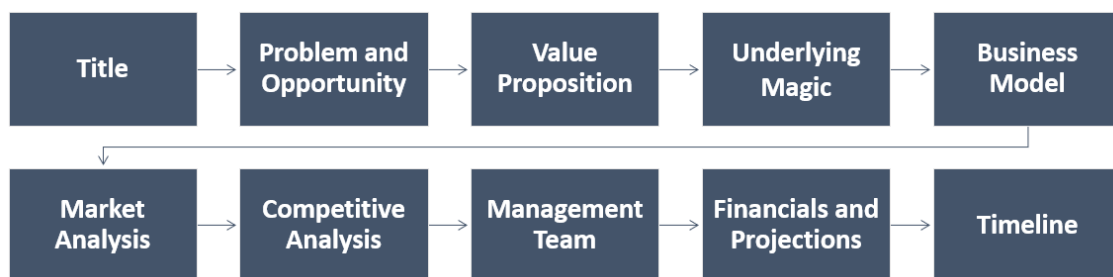 Title
Problem and
Opportunity
Value
Proposition
Underlying
Magic
Business
Model
Market
Analysis
Competitive
Analysis
Management
Team
Financials and
Projections
Timeline